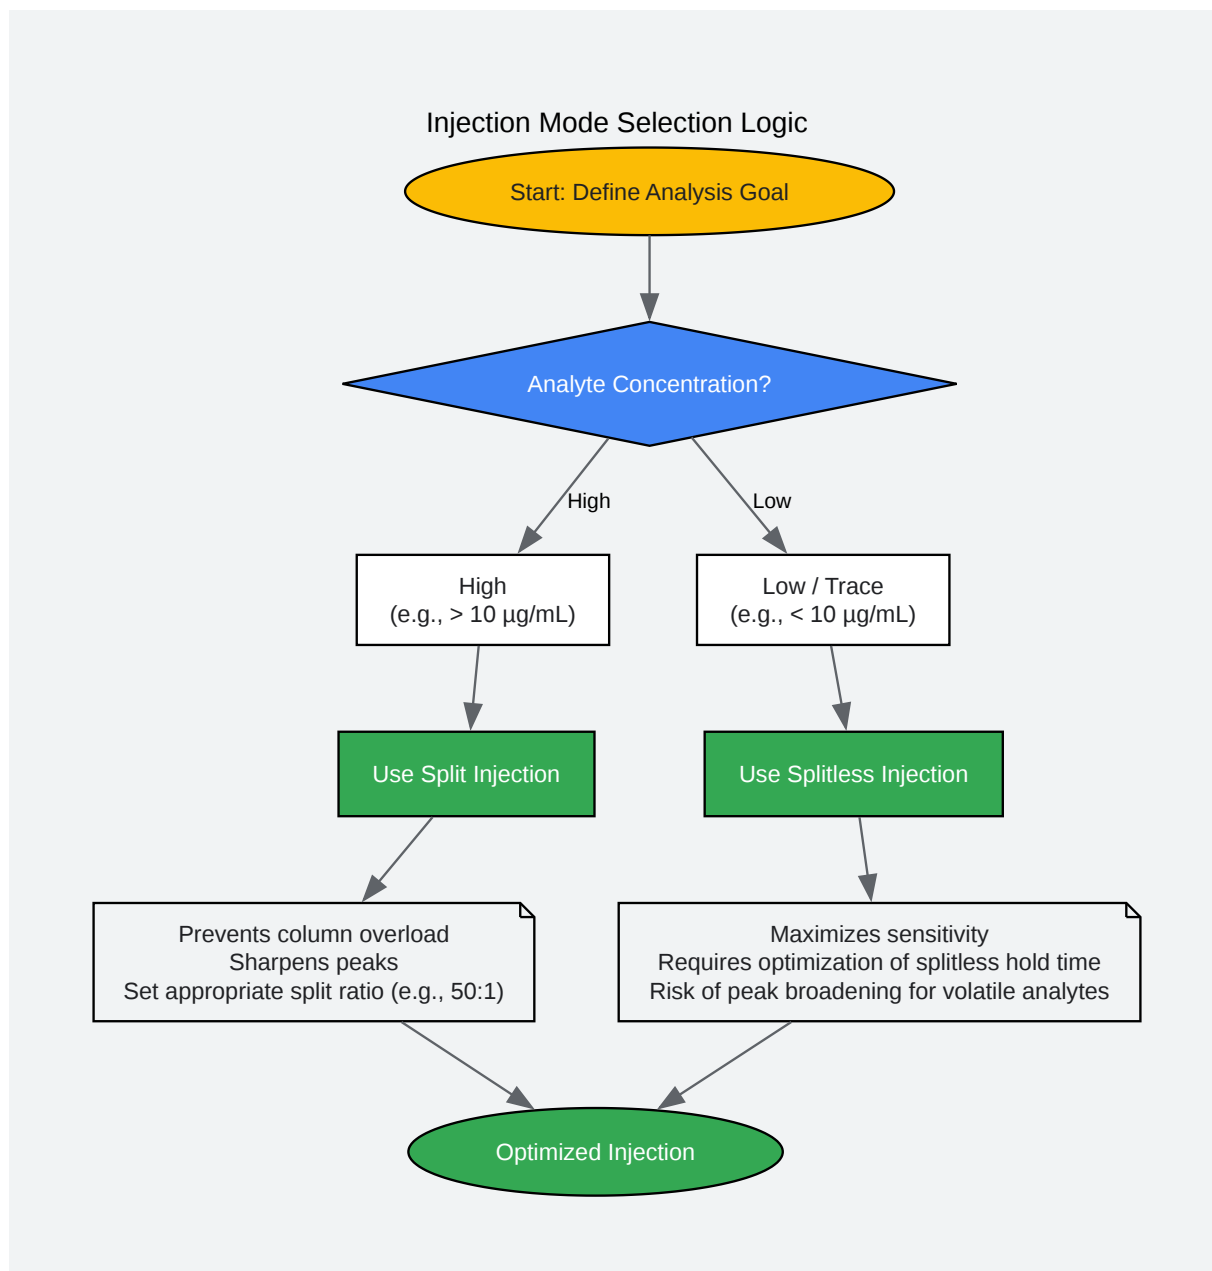 Injection Mode Selection Logic
Start: Define Analysis Goal
Analyte Concentration?
High
Low
High
(e.g., > 10 µg/mL)
Low / Trace
(e.g., < 10 µg/mL)
Use Split Injection
Use Splitless Injection
Prevents column overload
Sharpens peaks
Set appropriate split ratio (e.g., 50:1)
Maximizes sensitivity
Requires optimization of splitless hold time
Risk of peak broadening for volatile analytes
Optimized Injection